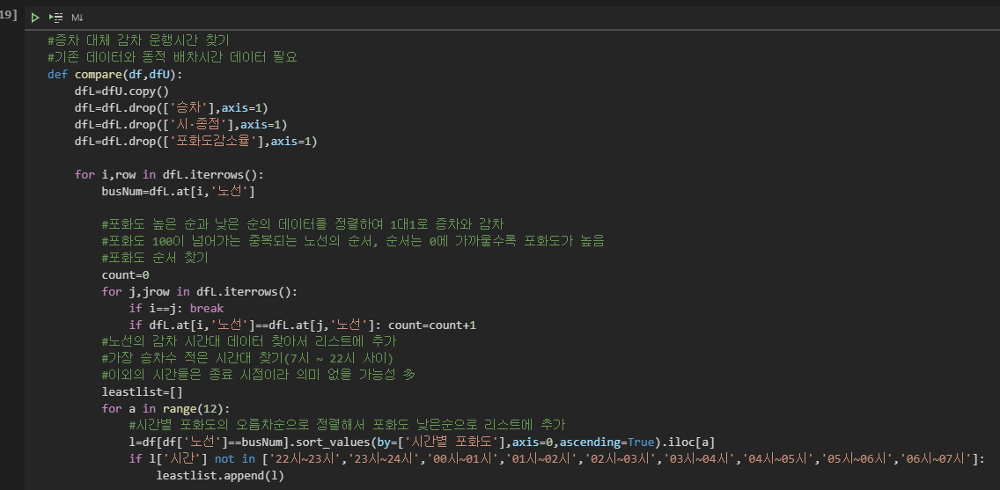 19]
M↓
#증차 대체 감차 운행시간 찾기
#기존 데이터와 동적 배차시간 데이터 필요
def compare(df,dfU):
    dfL=dfU.copy()
    dfL=dfL.drop(['승차'],axis=1)
    dfL=dfL.drop(['시·종점'],axis=1)
    dfL=dfL.drop(['포화도감소율'],axis=1)
    for i,row in dfL.iterrows():
        busNum=dfL.at[i,'노선']
        #포화도 높은 순과 낮은 순의 데이터를 정렬하여 1대1로 증차와 감차
        #포화도 100이 넘어가는 중복되는 노선의 순서, 순서는 0에 가까울수록 포화도가 높음
        #포화도 순서 찾기
        count=0
        for j,jrow in dfL.iterrows():
            if i==j: break
            if dfL.at[i,'노선']==dfL.at[j,'노선']: count=count+1
        #노선의 감차 시간대 데이터 찾아서 리스트에 추가
        #가장 승차수 적은 시간대 찾기(7시 ~ 22시 사이)
        #이외의 시간들은 종료 시점이라 의미 없을 가능성 多
        leastlist=[]
        for a in range(12):
            #시간별 포화도의 오름차순으로 정렬해서 포화도 낮은순으로 리스트에 추가
            l=df[df['노선']==busNum].sort_values(by=['시간별 포화도'],axis=0,ascending=True).iloc[a]
            if l['시간'] not in ['22시~23시','23시~24시','00시~01시','01시~02시','02시~03시','03시~04시','04시~05시','05시~06시','06시~07시']:
                leastlist.append(l)